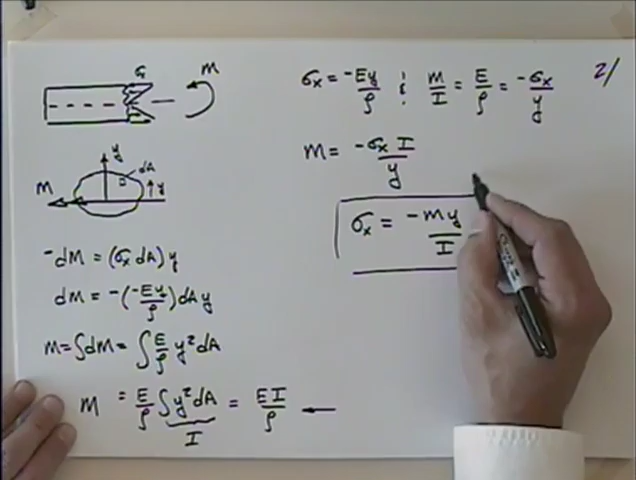 σx = -Ey/ρ ; M/I = E/ρ = -σx/y
2/
σ
M
M = -σx I/y
y
dA
M
y
σx = -My/I
-dM = (σx dA) y
dM = -(-Ey/ρ) dA y
M = ∫dM = ∫ E/ρ y² dA
M = E/ρ ∫y² dA = EI/ρ ←
I